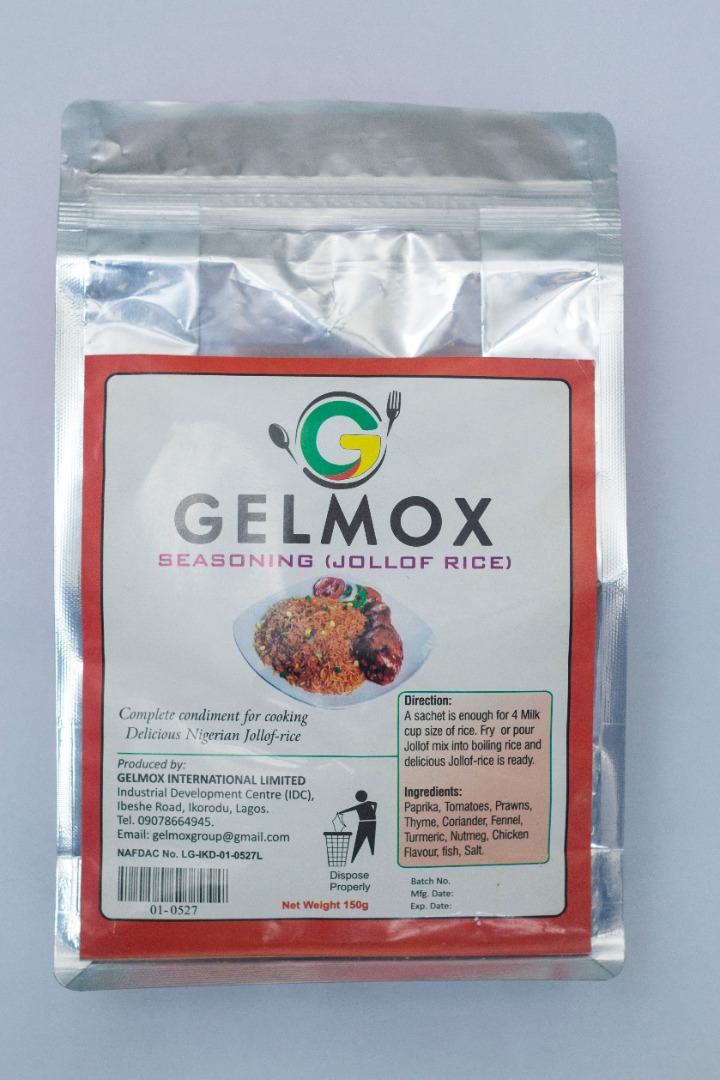 G
GELMOX
SEASONING (JOLLOF RICE)
Complete condiment for cooking
Delicious Nigerian Jollof-rice
Produced by:
GELMOX INTERNATIONAL LIMITED
Industrial Development Centre (IDC),
Ibeshe Road, Ikorodu, Lagos.
Tel. 09078664945.
Email: gelmoxgroup@gmail.com
NAFDAC No. LG-IKD-01-0527L
01-0527
Dispose
Properly
Net Weight 150g
Direction:
A sachet is enough for 4 Milk
cup size of rice. Fry or pour
Jollof mix into boiling rice and
delicious Jollof-rice is ready.
Ingredients:
Paprika, Tomatoes, Prawns,
Thyme, Coriander, Fennel,
Turmeric, Nutmeg, Chicken
Flavour, fish, Salt.
Batch No.
Mfg. Date:
Exp. Date: